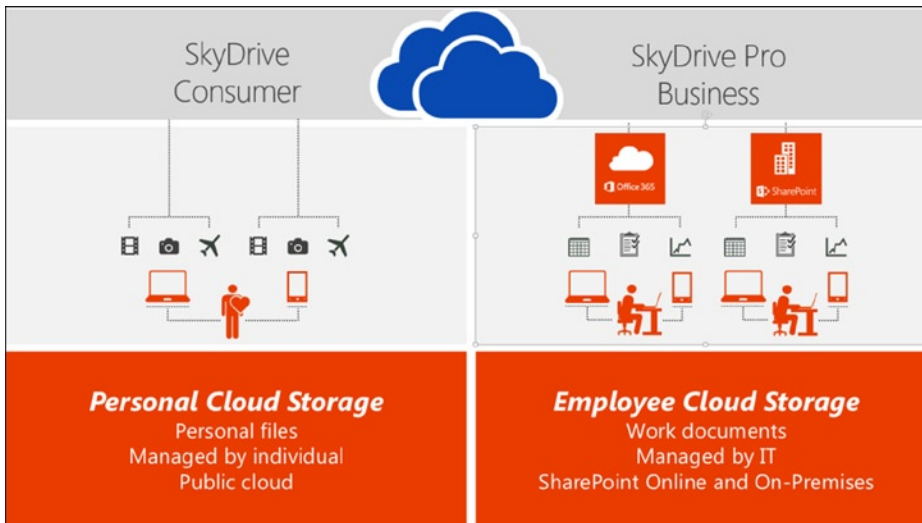 SkyDrive
Consumer
SkyDrive Pro
Business
Office 365
SharePoint
Personal Cloud Storage
Personal files
Managed by individual
Public cloud
Employee Cloud Storage
Work documents
Managed by IT
SharePoint Online and On-Premises